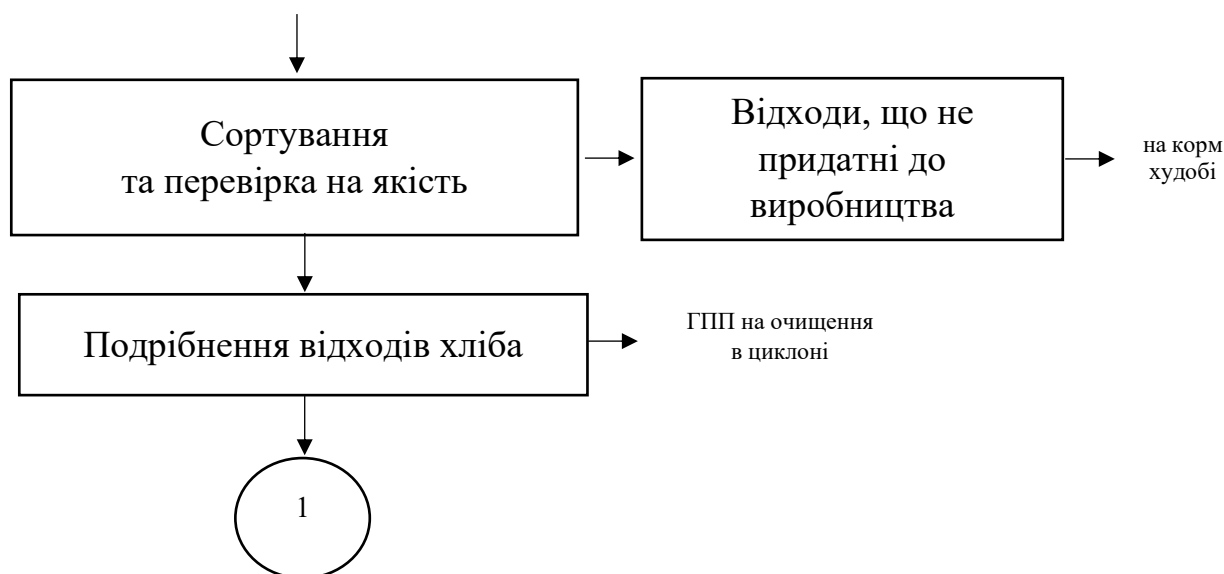 Сортування
та перевірка на якість
Відходи, що не
придатні до
виробництва
на корм
худобі
Подрібнення відходів хліба
ГПП на очищення
в циклоні
1